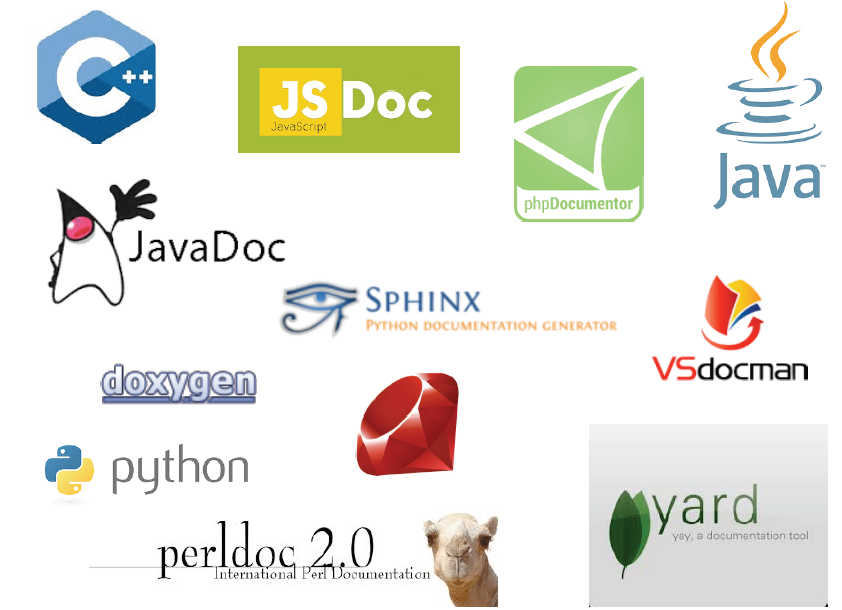 C++
JS Doc
JavaScript
phpDocumentor
Java™
JavaDoc
SPHINX
PYTHON DOCUMENTATION GENERATOR
VSdocman
doxygen
python
yard
yay, a documentation tool
perldoc 2.0
International Perl Documentation